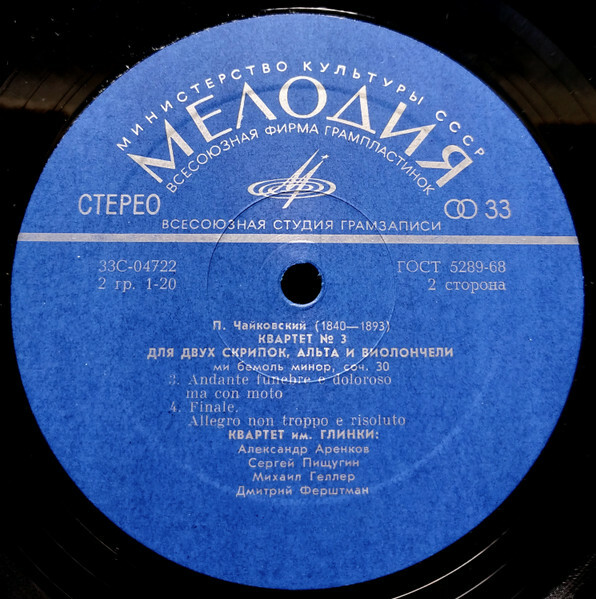 МИНИСТЕРСТВО КУЛЬТУРЫ СССР
МЕЛОДИЯ
ВСЕСОЮЗНАЯ ФИРМА ГРАМПЛАСТИНОК
СТЕРЕО
33
ВСЕСОЮЗНАЯ СТУДИЯ ГРАМЗАПИСИ
33С-04722
ГОСТ 5289-68
2 гр. 1-20
2 сторона
П. Чайковский (1840—1893)
КВАРТЕТ № 3
ДЛЯ ДВУХ СКРИПОК, АЛЬТА И ВИОЛОНЧЕЛИ
ми бемоль минор, соч. 30
3. Andante funebre e doloroso
ma con moto
4. Finale.
Allegro non troppo e risoluto
КВАРТЕТ им. ГЛИНКИ:
Александр Аренков
Сергей Пищугин
Михаил Геллер
Дмитрий Ферштман